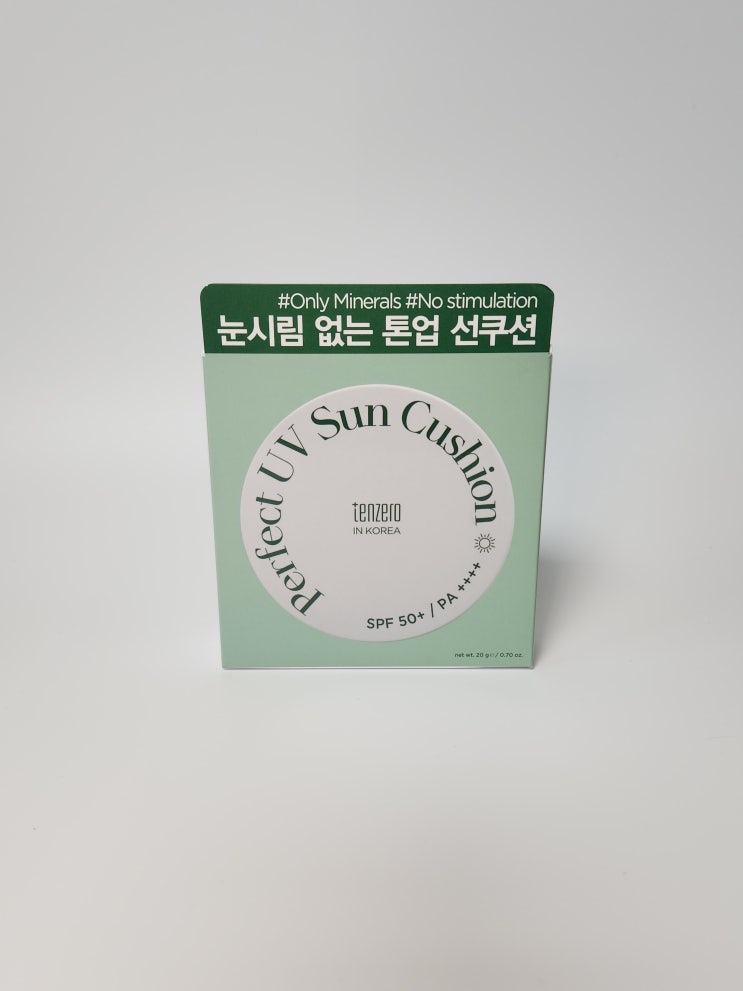 #Only Minerals #No stimulation
눈시림 없는 톤업 선쿠션
Perfect UV Sun Cushion
tenzero
IN KOREA
SPF 50+ / PA ++++
net wt. 20 g ℮ / 0.70 oz.